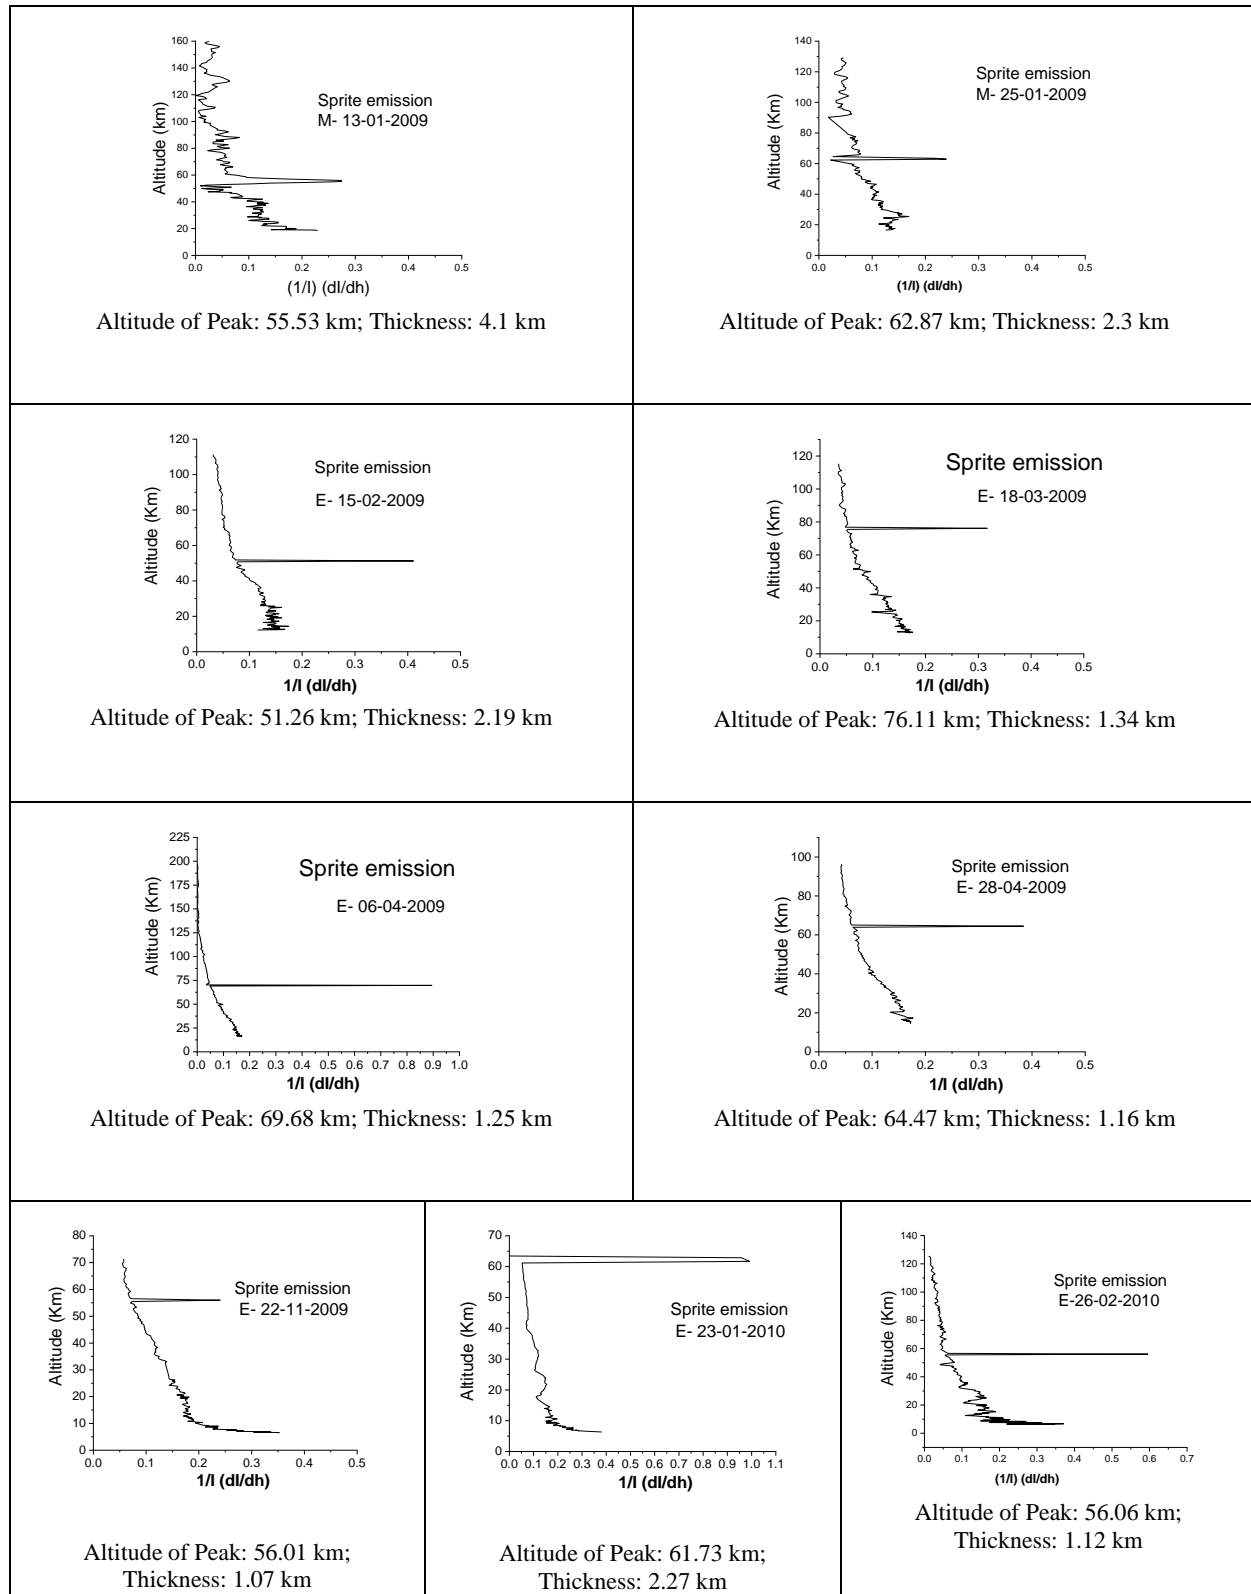 160
140
120
100
80
60
40
20
0
Altitude (km)
Sprite emission
M- 13-01-2009
0.0 0.1 0.2 0.3 0.4 0.5
(1/I) (dI/dh)
Altitude of Peak: 55.53 km; Thickness: 4.1 km
140
120
100
80
60
40
20
0
Altitude (Km)
Sprite emission
M- 25-01-2009
0.0 0.1 0.2 0.3 0.4 0.5
(1/I) (dI/dh)
Altitude of Peak: 62.87 km; Thickness: 2.3 km
120
100
80
60
40
20
0
Altitude (Km)
Sprite emission
E- 15-02-2009
0.0 0.1 0.2 0.3 0.4 0.5
1/I (dI/dh)
Altitude of Peak: 51.26 km; Thickness: 2.19 km
120
100
80
60
40
20
0
Altitude (Km)
Sprite emission
E- 18-03-2009
0.0 0.1 0.2 0.3 0.4 0.5
1/I (dI/dh)
Altitude of Peak: 76.11 km; Thickness: 1.34 km
225
200
175
150
125
100
75
50
25
0
Altitude (Km)
Sprite emission
E- 06-04-2009
0.0 0.1 0.2 0.3 0.4 0.5 0.6 0.7 0.8 0.9 1.0
1/I (dI/dh)
Altitude of Peak: 69.68 km; Thickness: 1.25 km
100
80
60
40
20
0
Altitude (Km)
Sprite emission
E- 28-04-2009
0.0 0.1 0.2 0.3 0.4 0.5
1/I (dI/dh)
Altitude of Peak: 64.47 km; Thickness: 1.16 km
80
70
60
50
40
30
20
10
0
Altitude (Km)
Sprite emission
E- 22-11-2009
0.0 0.1 0.2 0.3 0.4 0.5
1/I (dI/dh)
Altitude of Peak: 56.01 km;
Thickness: 1.07 km
70
60
50
40
30
20
10
0
Altitude (Km)
Sprite emission
E- 23-01-2010
0.0 0.1 0.2 0.3 0.4 0.5 0.6 0.7 0.8 0.9 1.0 1.1
1/I (dI/dh)
Altitude of Peak: 61.73 km;
Thickness: 2.27 km
140
120
100
80
60
40
20
0
Altitude (Km)
Sprite emission
E-26-02-2010
0.0 0.1 0.2 0.3 0.4 0.5 0.6 0.7
(1/I) (dI/dh)
Altitude of Peak: 56.06 km;
Thickness: 1.12 km